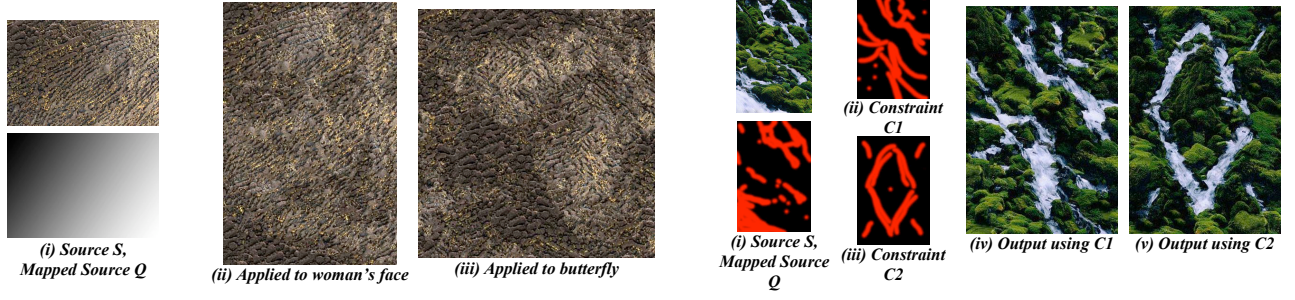 (i) Source S,
Mapped Source Q
(ii) Applied to woman's face
(iii) Applied to butterfly
(i) Source S,
Mapped Source
Q
(ii) Constraint
C1
(iii) Constraint
C2
(iv) Output using C1
(v) Output using C2